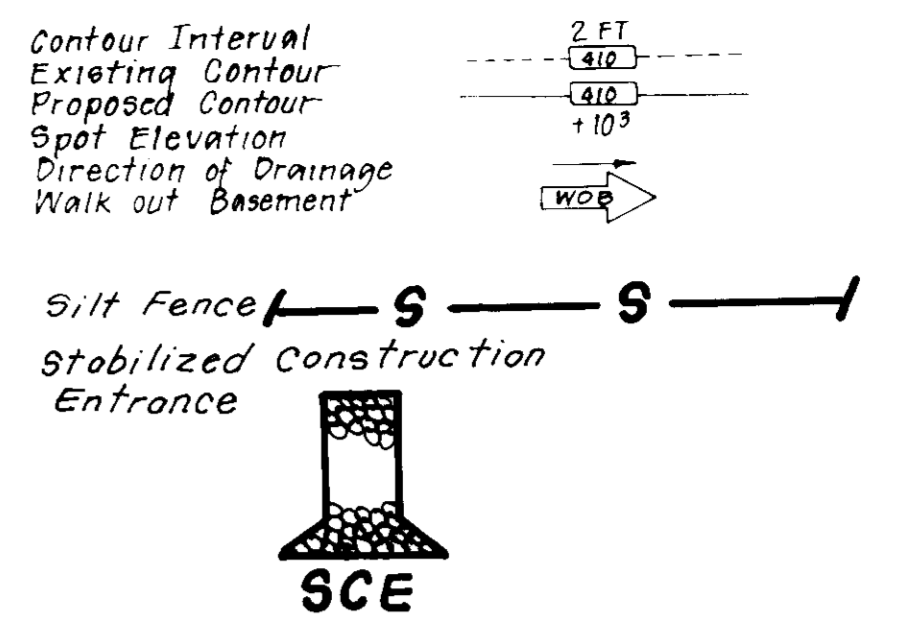 Contour Interval 2 FT
Existing Contour 410
Proposed Contour 410
Spot Elevation +10³
Direction of Drainage
Walk out Basement WOB
Silt Fence S S
Stabilized Construction
Entrance
SCE